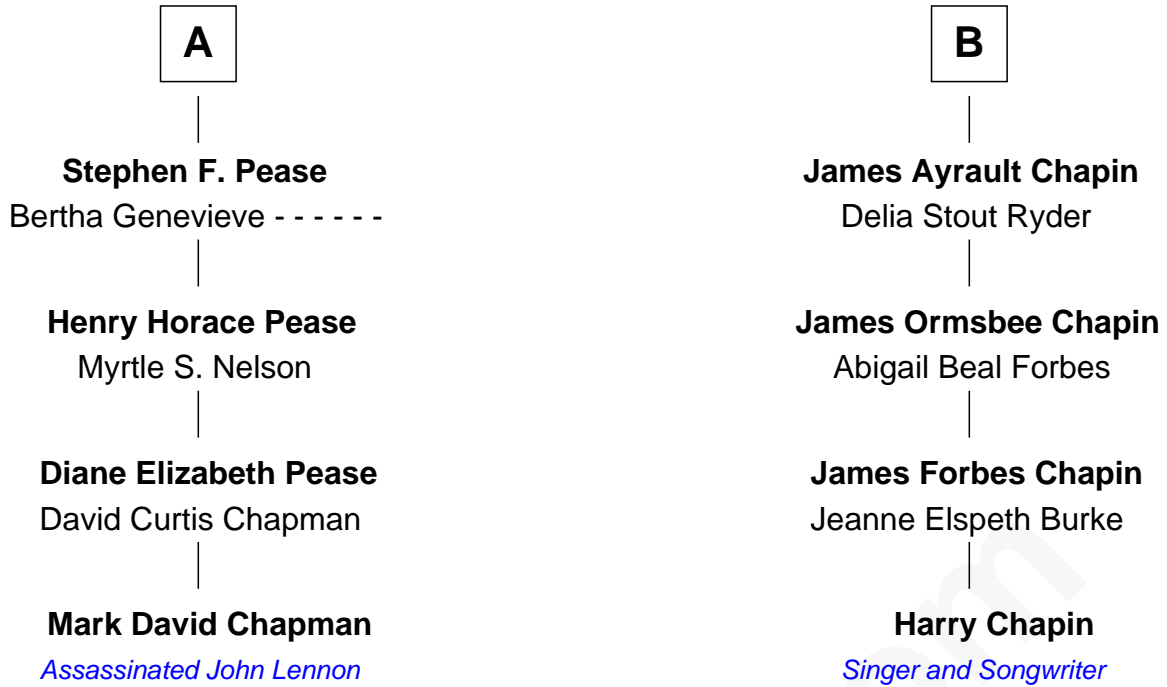 A
B
Stephen F. Pease
James Ayrault Chapin
Bertha Genevieve - - - - - -
Delia Stout Ryder
Henry Horace Pease
James Ormsbee Chapin
Myrtle S. Nelson
Abigail Beal Forbes
Diane Elizabeth Pease
James Forbes Chapin
David Curtis Chapman
Jeanne Elspeth Burke
Mark David Chapman
Harry Chapin
Assassinated John Lennon
Singer and Songwriter